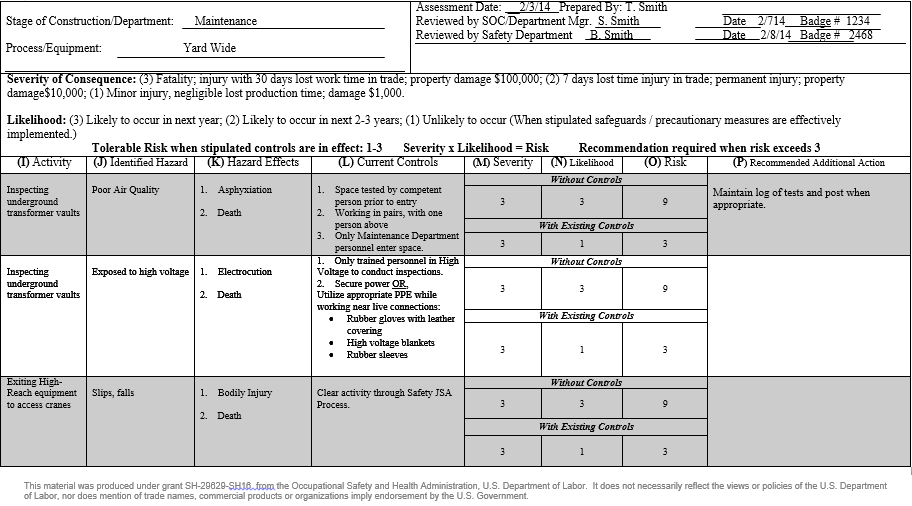 Stage of Construction/Department: Maintenance
Process/Equipment: Yard Wide
Assessment Date: 2/3/14 Prepared By: T. Smith
Reviewed by SOC/Department Mgr. S. Smith Date 2/714 Badge # 1234
Reviewed by Safety Department B. Smith Date 2/8/14 Badge # 2468
Severity of Consequence: (3) Fatality; injury with 30 days lost work time in trade; property damage $100,000; (2) 7 days lost time injury in trade; permanent injury; property
damage$10,000; (1) Minor injury, negligible lost production time; damage $1,000.
Likelihood: (3) Likely to occur in next year; (2) Likely to occur in next 2-3 years; (1) Unlikely to occur (When stipulated safeguards / precautionary measures are effectively
implemented.)
Tolerable Risk when stipulated controls are in effect: 1-3 Severity x Likelihood = Risk Recommendation required when risk exceeds 3
(I) Activity (J) Identified Hazard (K) Hazard Effects (L) Current Controls (M) Severity (N) Likelihood (O) Risk (P) Recommended Additional Action
Inspecting
underground
transformer vaults
Poor Air Quality
1. Asphyxiation
2. Death
1. Space tested by competent
person prior to entry
2. Working in pairs, with one
person above
3. Only Maintenance Department
personnel enter space.
Without Controls
3 3 9
With Existing Controls
3 1 3
Maintain log of tests and post when
appropriate.
Inspecting
underground
transformer vaults
Exposed to high voltage
1. Electrocution
2. Death
1. Only trained personnel in High
Voltage to conduct inspections.
2. Secure power OR,
Utilize appropriate PPE while
working near live connections:
• Rubber gloves with leather
covering
• High voltage blankets
• Rubber sleeves
Without Controls
3 3 9
With Existing Controls
3 1 3
Exiting High-
Reach equipment
to access cranes
Slips, falls
1. Bodily Injury
2. Death
Clear activity through Safety JSA
Process.
Without Controls
3 3 9
With Existing Controls
3 1 3
This material was produced under grant SH-29629-SH16, from the Occupational Safety and Health Administration, U.S. Department of Labor. It does not necessarily reflect the views or policies of the U.S. Department
of Labor, nor does mention of trade names, commercial products or organizations imply endorsement by the U.S. Government.